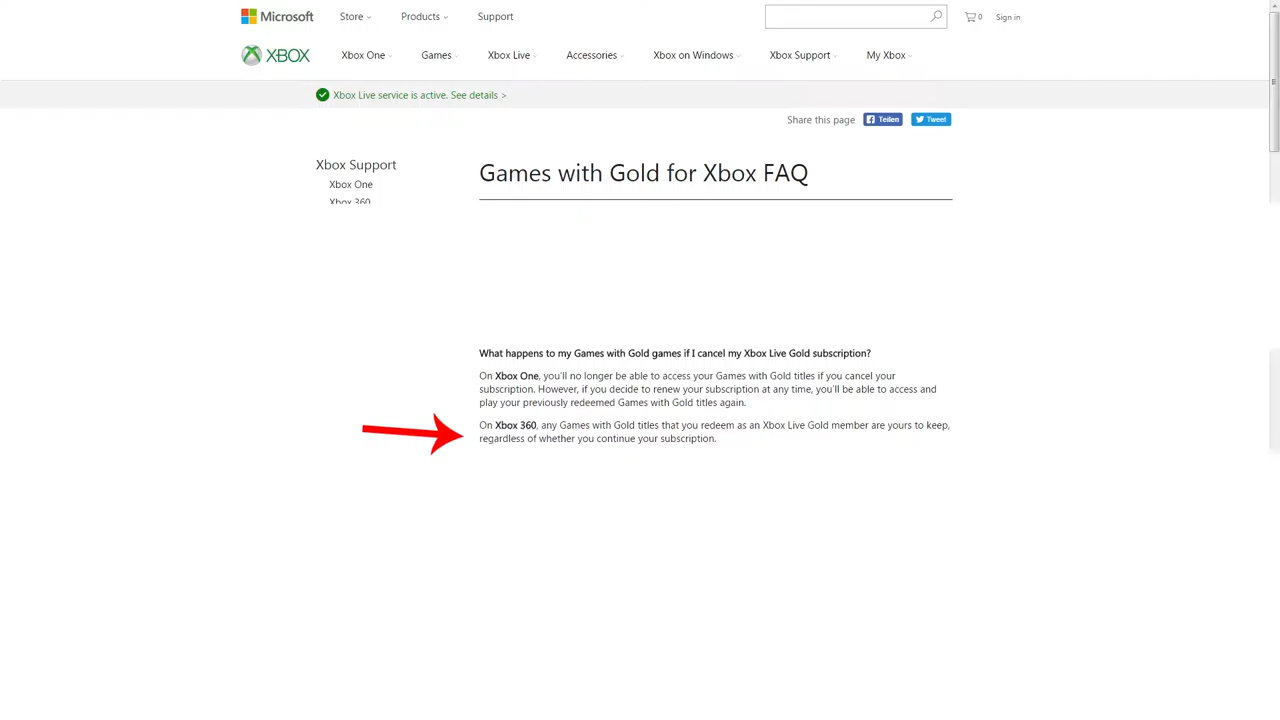 Microsoft Store Products Support 0 Sign in
XBOX Xbox One Games Xbox Live Accessories Xbox on Windows Xbox Support My Xbox
Xbox Live service is active. See details >
Share this page Teilen Tweet
Xbox Support
Games with Gold for Xbox FAQ
Xbox One
Xbox 360
What happens to my Games with Gold games if I cancel my Xbox Live Gold subscription?
On Xbox One, you'll no longer be able to access your Games with Gold titles if you cancel your
subscription. However, if you decide to renew your subscription at any time, you'll be able to access and
play your previously redeemed Games with Gold titles again.
On Xbox 360, any Games with Gold titles that you redeem as an Xbox Live Gold member are yours to keep,
regardless of whether you continue your subscription.